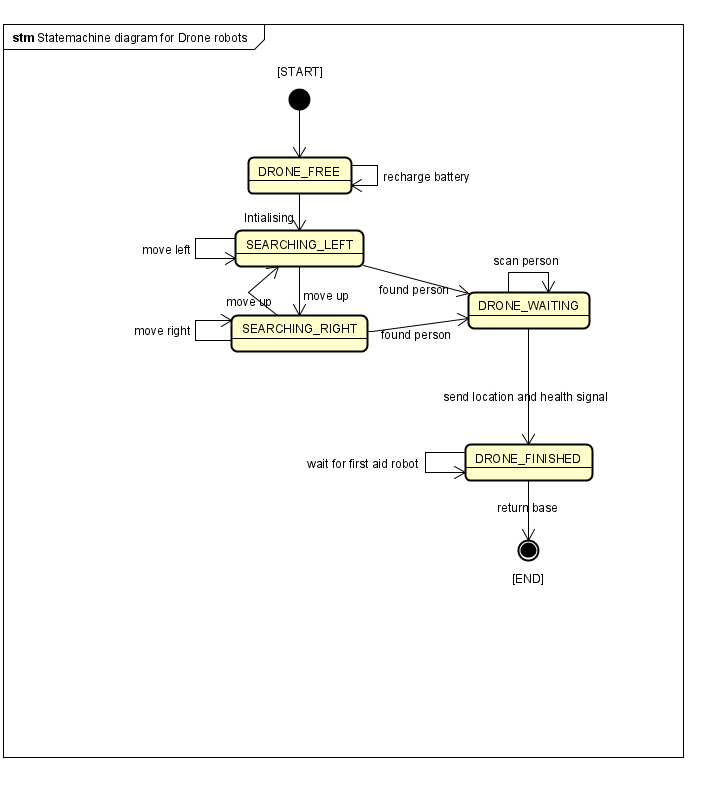 stm Statemachine diagram for Drone robots
[START]
DRONE_FREE
recharge battery
Intialising
SEARCHING_LEFT
move left
scan person
found person
move up
move up
DRONE_WAITING
SEARCHING_RIGHT
move right
found person
send location and health signal
DRONE_FINISHED
wait for first aid robot
return base
[END]